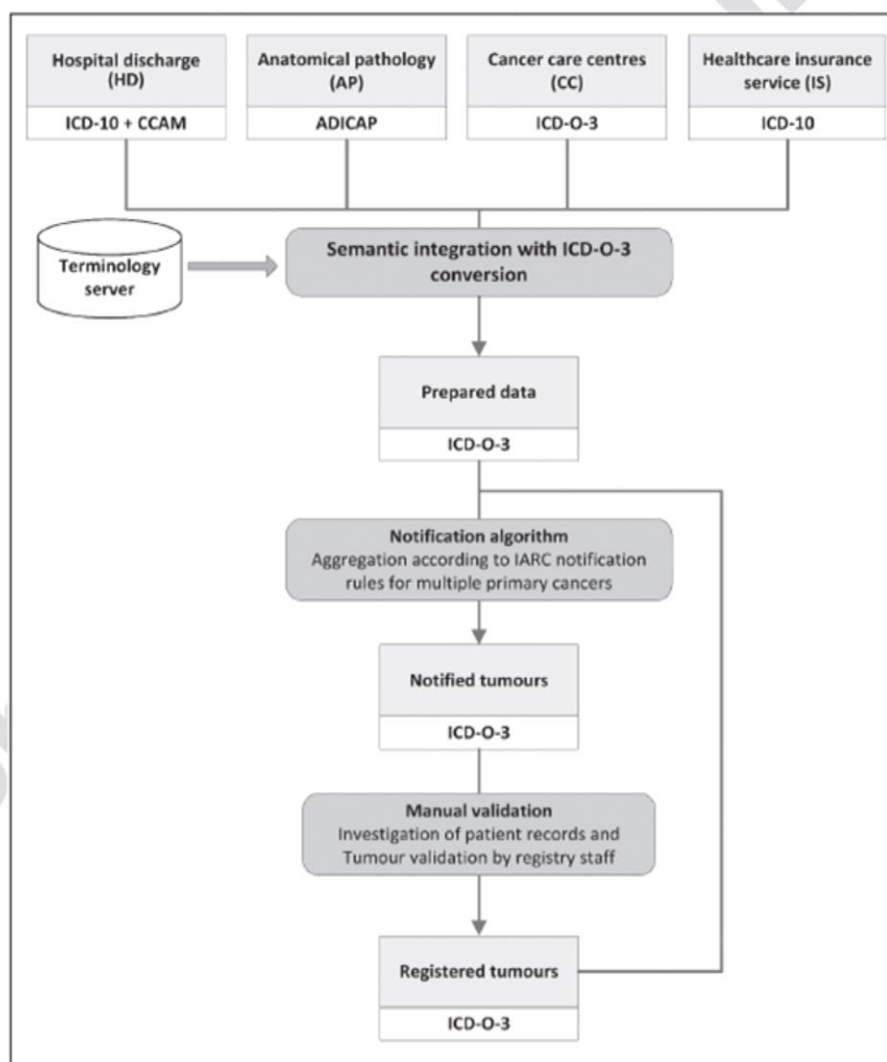 Hospital discharge
(HD)
ICD-10 + CCAM
Anatomical pathology
(AP)
ADICAP
Cancer care centres
(CC)
ICD-O-3
Healthcare insurance
service (IS)
ICD-10
Terminology
server
Semantic integration with ICD-O-3
conversion
Prepared data
ICD-O-3
Notification algorithm
Aggregation according to IARC notification
rules for multiple primary cancers
Notified tumours
ICD-O-3
Manual validation
Investigation of patient records and
Tumour validation by registry staff
Registered tumours
ICD-O-3